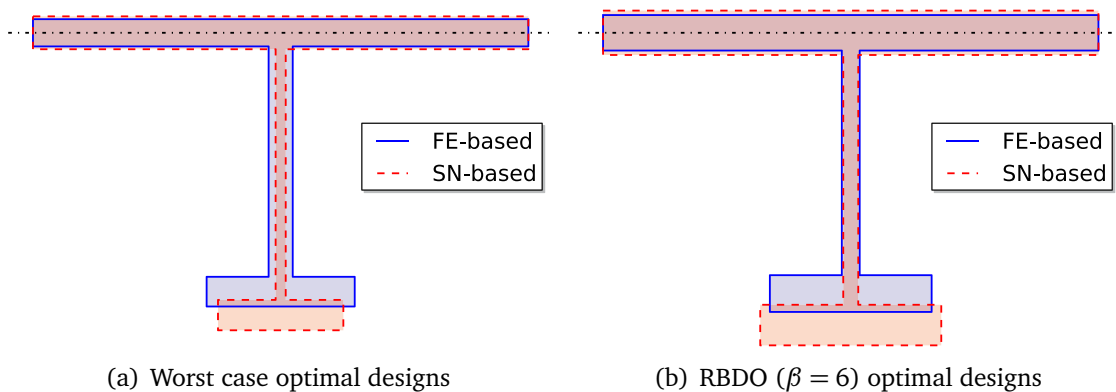 FE-based
SN-based
FE-based
SN-based
(a) Worst case optimal designs
(b) RBDO (β = 6) optimal designs